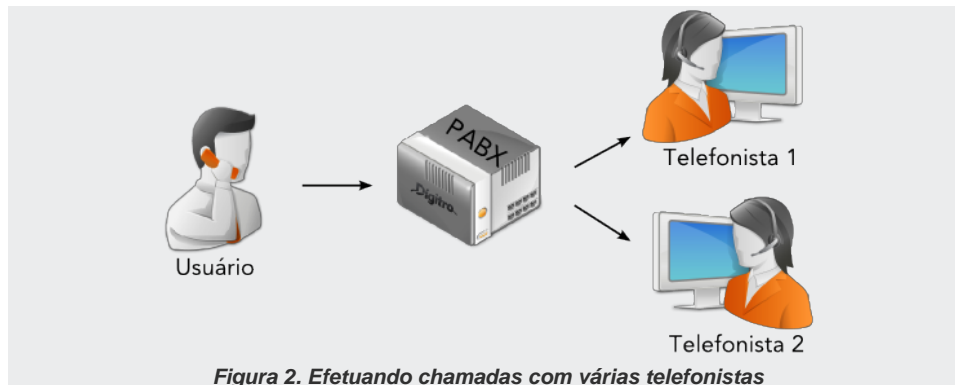 PABX
Digitro
Telefonista 1
Usuário
Telefonista 2
Figura 2. Efetuando chamadas com várias telefonistas